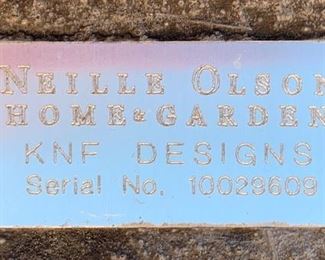 NEILLE OLSON
HOME & GARDEN
KNF DESIGNS
Serial No. 10029609